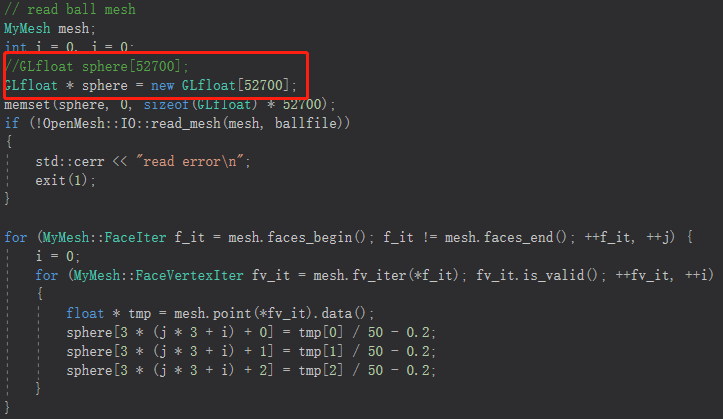 // read ball mesh
MyMesh mesh;
int i = 0, j = 0;
//GLfloat sphere[52700];
GLfloat * sphere = new GLfloat[52700];
memset(sphere, 0, sizeof(GLfloat) * 52700);
if (!OpenMesh::IO::read_mesh(mesh, ballfile))
{
    std::cerr << "read error\n";
    exit(1);
}

for (MyMesh::FaceIter f_it = mesh.faces_begin(); f_it != mesh.faces_end(); ++f_it, ++j) {
    i = 0;
    for (MyMesh::FaceVertexIter fv_it = mesh.fv_iter(*f_it); fv_it.is_valid(); ++fv_it, ++i)
    {
        float * tmp = mesh.point(*fv_it).data();
        sphere[3 * (j * 3 + i) + 0] = tmp[0] / 50 - 0.2;
        sphere[3 * (j * 3 + i) + 1] = tmp[1] / 50 - 0.2;
        sphere[3 * (j * 3 + i) + 2] = tmp[2] / 50 - 0.2;
    }
}